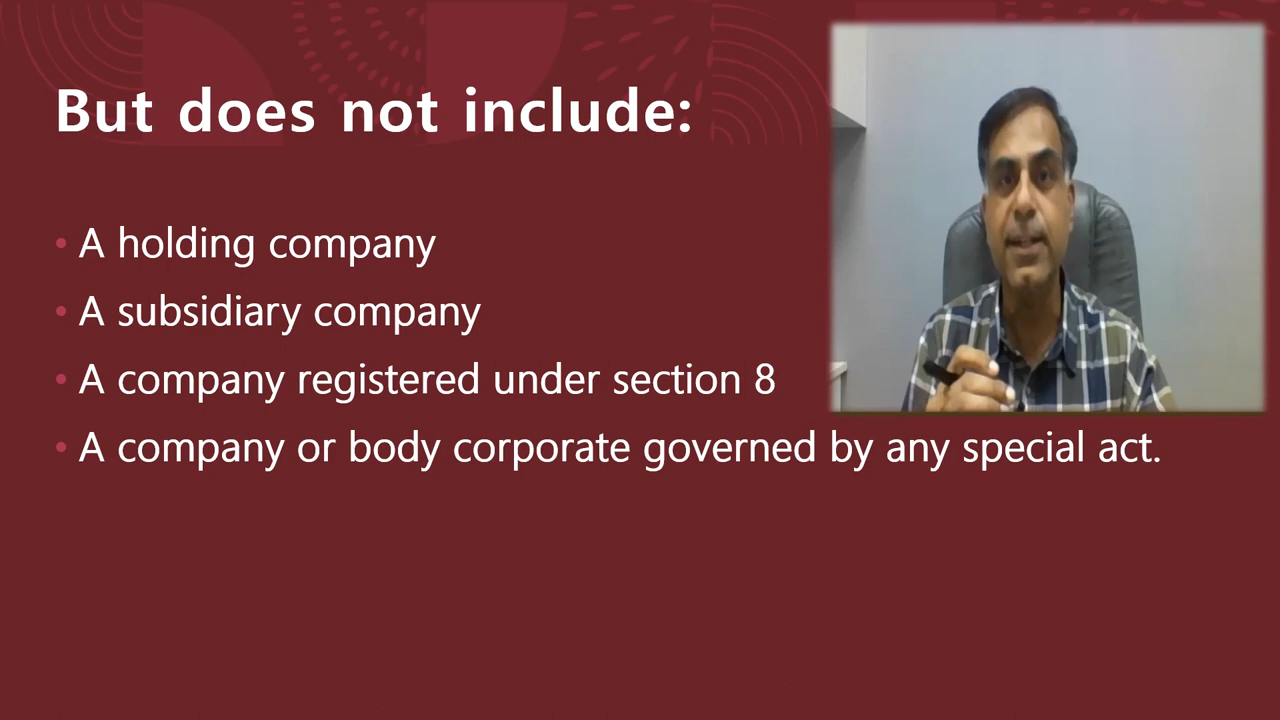 But does not include:
• A holding company
• A subsidiary company
• A company registered under section 8
• A company or body corporate governed by any special act.